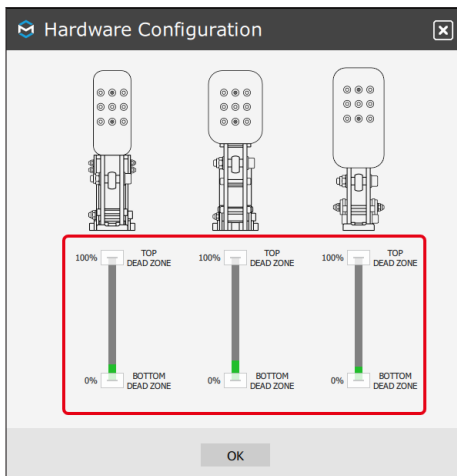 Hardware Configuration
100% TOP DEAD ZONE 100% TOP DEAD ZONE 100% TOP DEAD ZONE
0% BOTTOM DEAD ZONE 0% BOTTOM DEAD ZONE 0% BOTTOM DEAD ZONE
OK